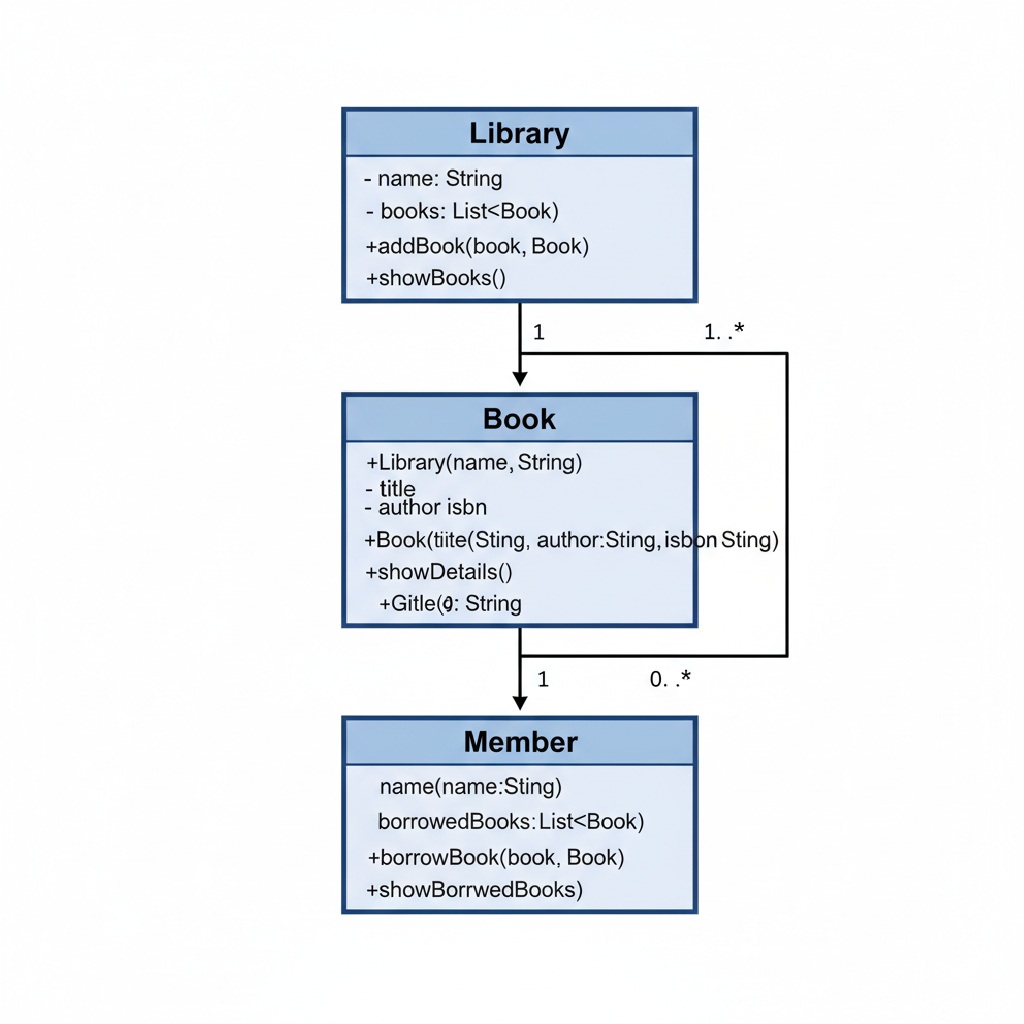 Library
- name: String
- books: List<Book)
+addBook(book, Book)
+showBooks()
1
1. .*
Book
+Library(name, String)
- title
- author isbn
+Book(tiite(Sting, author:Sting, isbon Sting)
+showDetails()
+Gitle(): String
1
0. .*
Member
name(name:Sting)
borrowedBooks: List<Book)
+borrowBook(book, Book)
+showBorrwedBooks)